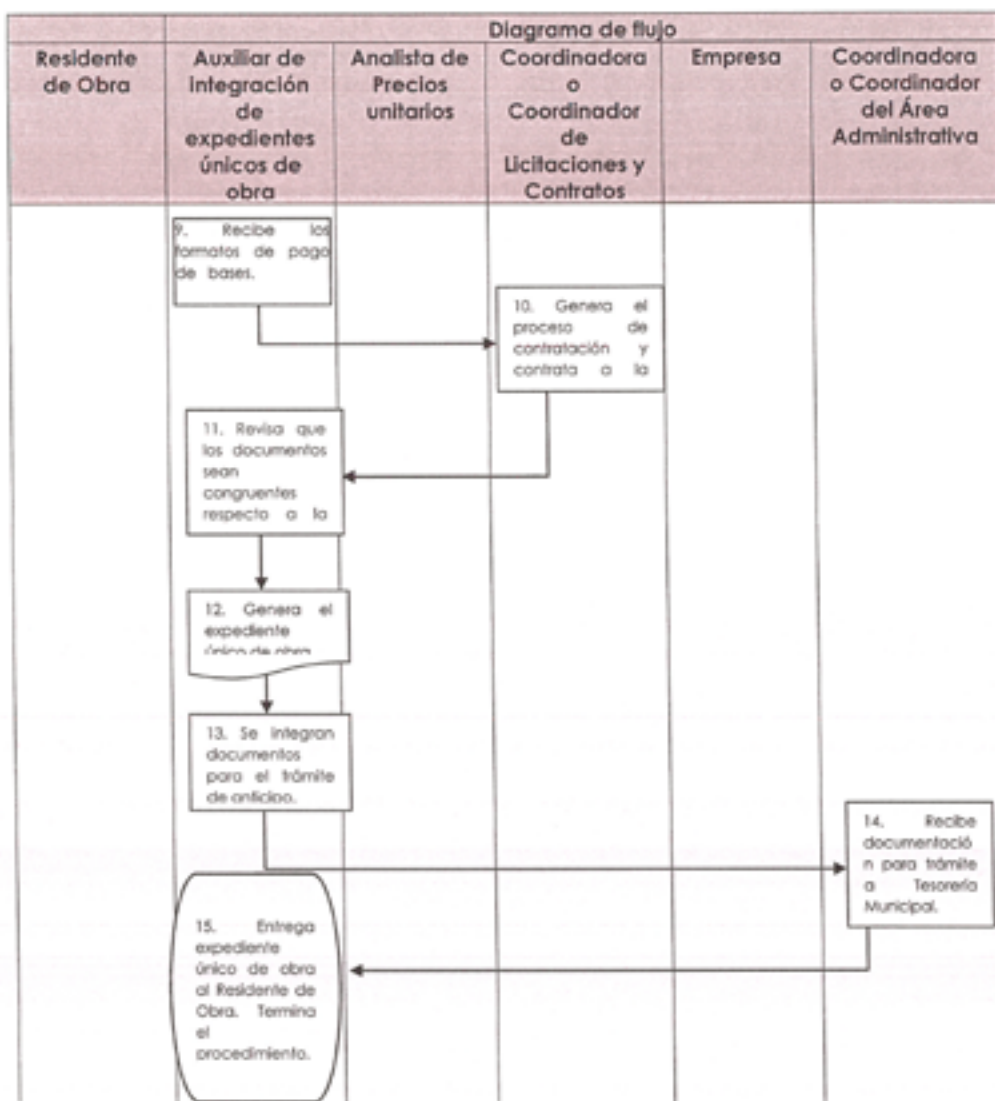 Diagrama de flujo
Residente
de Obra
Auxiliar de
integración
de
expedientes
únicos de
obra
Analista de
Precios
unitarios
Coordinadora
o
Coordinador
de
Licitaciones y
Contratos
Empresa
Coordinadora
o Coordinador
del Área
Administrativa
9. Recibe los
formatos de pago
de bases.
10. Genera el
proceso de
contratación y
contrata a la
11. Revisa que
los documentos
sean
congruentes
respecto a la
12. Genera el
expediente
único de obra
13. Se integran
documentos
para el trámite
de anticipo.
14. Recibe
documentació
n para trámite
a Tesorería
Municipal.
15. Entrega
expediente
único de obra
al Residente de
Obra. Termina
el
procedimiento.